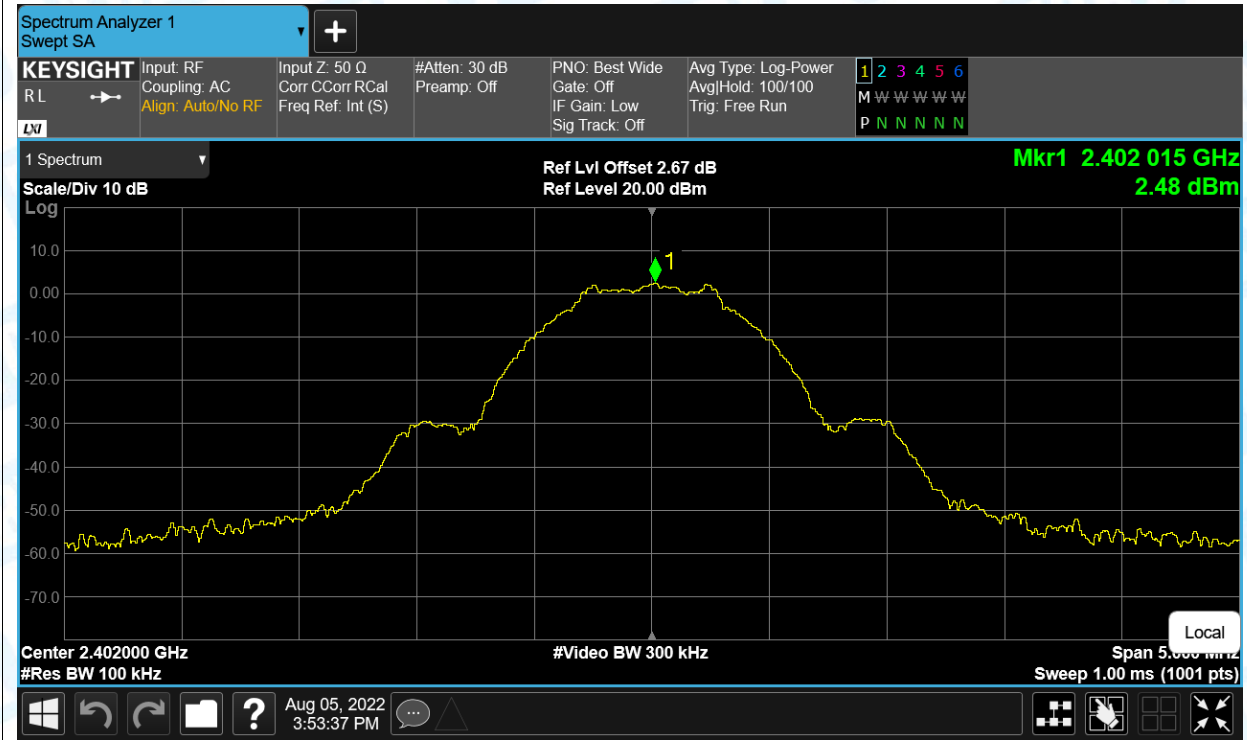 Spectrum Analyzer 1
Swept SA
KEYSIGHT
R L
LXI
Input: RF
Coupling: AC
Align: Auto/No RF
Input Z: 50 Ω
Corr CCorr RCal
Freq Ref: Int (S)
#Atten: 30 dB
Preamp: Off
PNO: Best Wide
Gate: Off
IF Gain: Low
Sig Track: Off
Avg Type: Log-Power
Avg|Hold: 100/100
Trig: Free Run
1 2 3 4 5 6
M W W W W W
P N N N N N
1 Spectrum
Scale/Div 10 dB
Log
Ref Lvl Offset 2.67 dB
Ref Level 20.00 dBm
Mkr1 2.402 015 GHz
2.48 dBm
1
10.0
0.00
-10.0
-20.0
-30.0
-40.0
-50.0
-60.0
-70.0
Local
Center 2.402000 GHz
#Video BW 300 kHz
Span 5.000 MHz
#Res BW 100 kHz
Sweep 1.00 ms (1001 pts)
?
Aug 05, 2022
3:53:37 PM